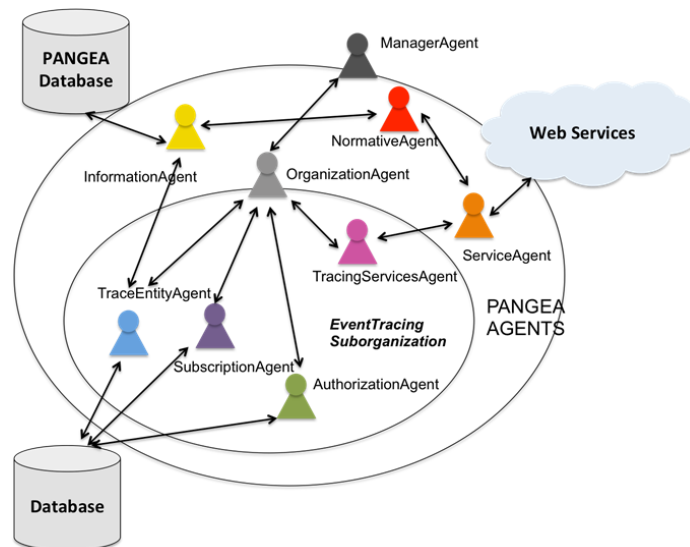 PANGEA
Database
ManagerAgent
Web Services
NormativeAgent
InformationAgent
OrganizationAgent
ServiceAgent
TracingServicesAgent
TraceEntityAgent
PANGEA
AGENTS
EventTracing
Suborganization
SubscriptionAgent
AuthorizationAgent
Database